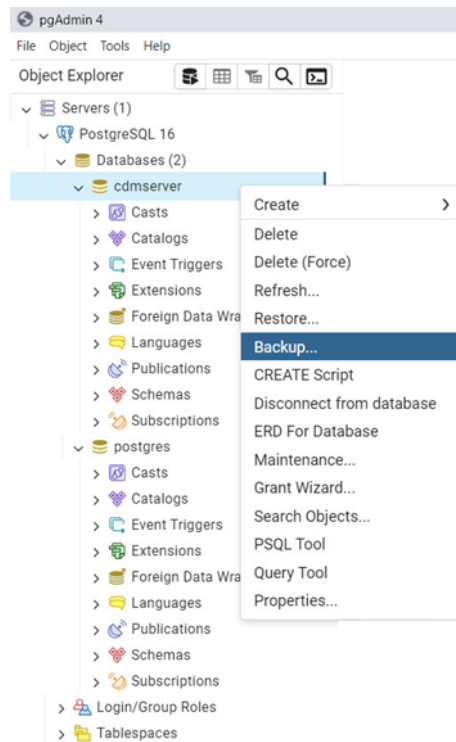 pgAdmin 4
File Object Tools Help
Object Explorer
Servers (1)
PostgreSQL 16
Databases (2)
cdmserver
Casts
Catalogs
Event Triggers
Extensions
Foreign Data Wra
Languages
Publications
Schemas
Subscriptions
postgres
Casts
Catalogs
Event Triggers
Extensions
Foreign Data Wra
Languages
Publications
Schemas
Subscriptions
Login/Group Roles
Tablespaces
Create
Delete
Delete (Force)
Refresh...
Restore...
Backup...
CREATE Script
Disconnect from database
ERD For Database
Maintenance...
Grant Wizard...
Search Objects...
PSQL Tool
Query Tool
Properties...